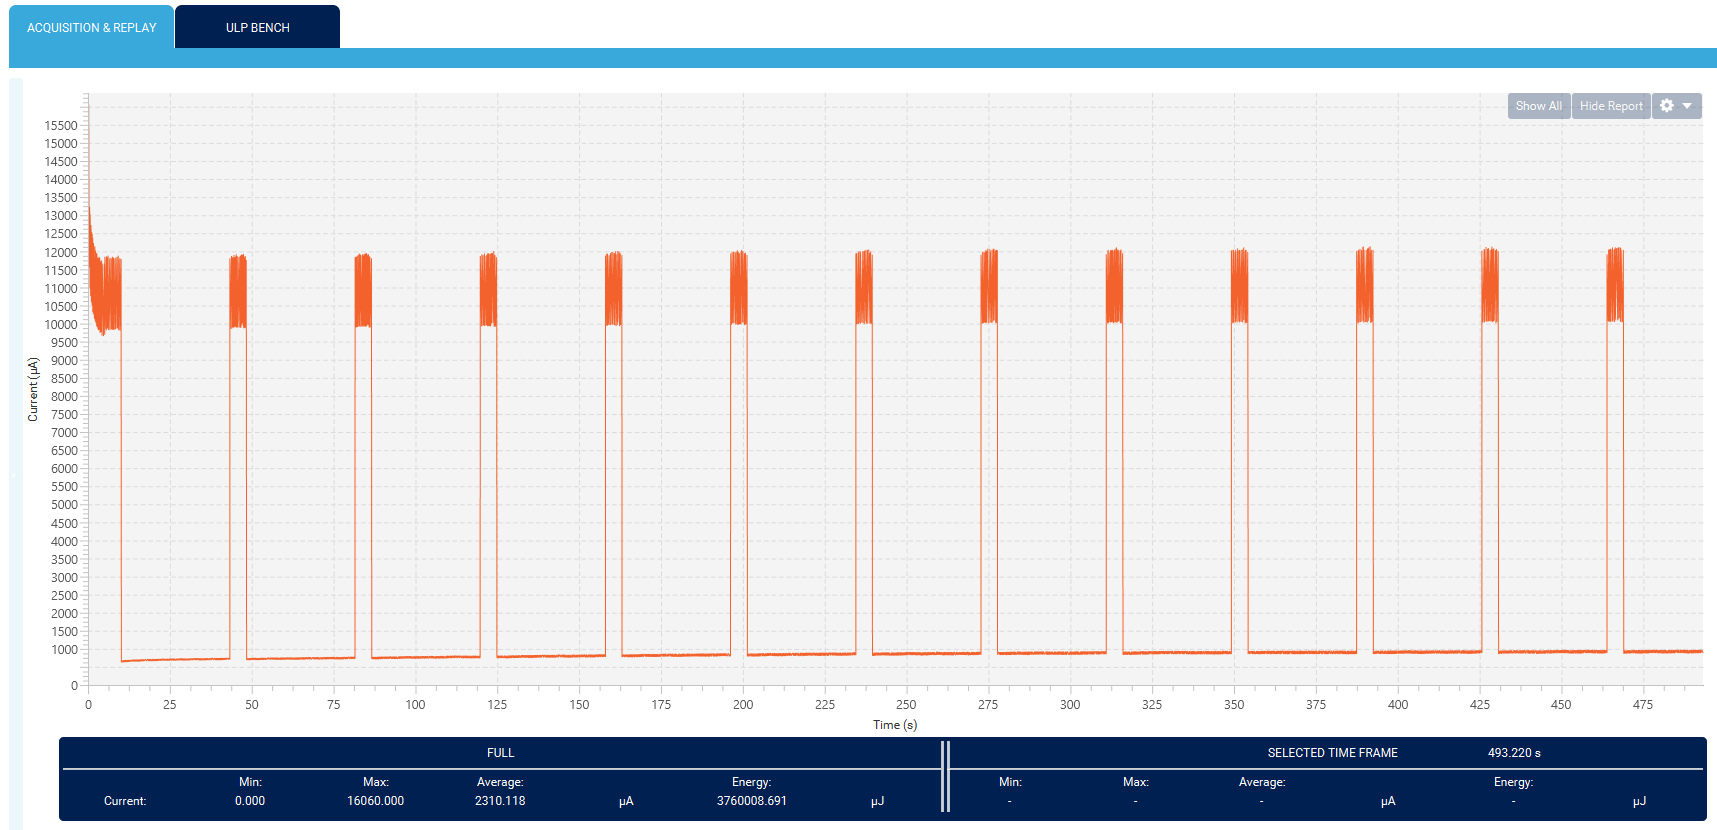 ACQUISITION & REPLAY
ULP BENCH
Show All
Hide Report
15500
15000
14500
14000
13500
13000
12500
12000
11500
11000
10500
10000
9500
9000
8500
8000
7500
7000
6500
6000
5500
5000
4500
4000
3500
3000
2500
2000
1500
1000
0
Current (µA)
0 25 50 75 100 125 150 175 200 225 250 275 300 325 350 375 400 425 450 475
Time (s)
FULL
SELECTED TIME FRAME 493.220 s
Min: Max: Average: Energy: Min: Max: Average: Energy:
Current: 0.000 16060.000 2310.118 µA 3760008.691 µJ - - - µA - µJ